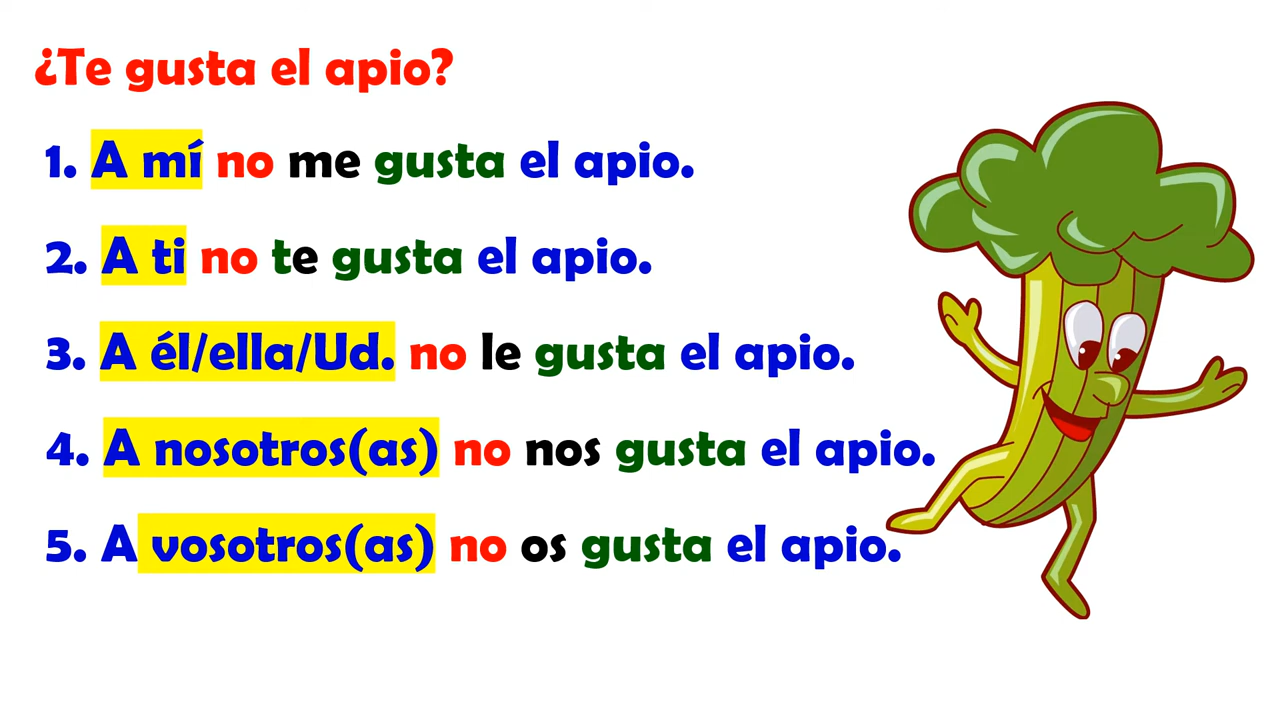 ¿Te gusta el apio?
1. A mí no me gusta el apio.
2. A ti no te gusta el apio.
3. A él/ella/Ud. no le gusta el apio.
4. A nosotros(as) no nos gusta el apio.
5. A vosotros(as) no os gusta el apio.